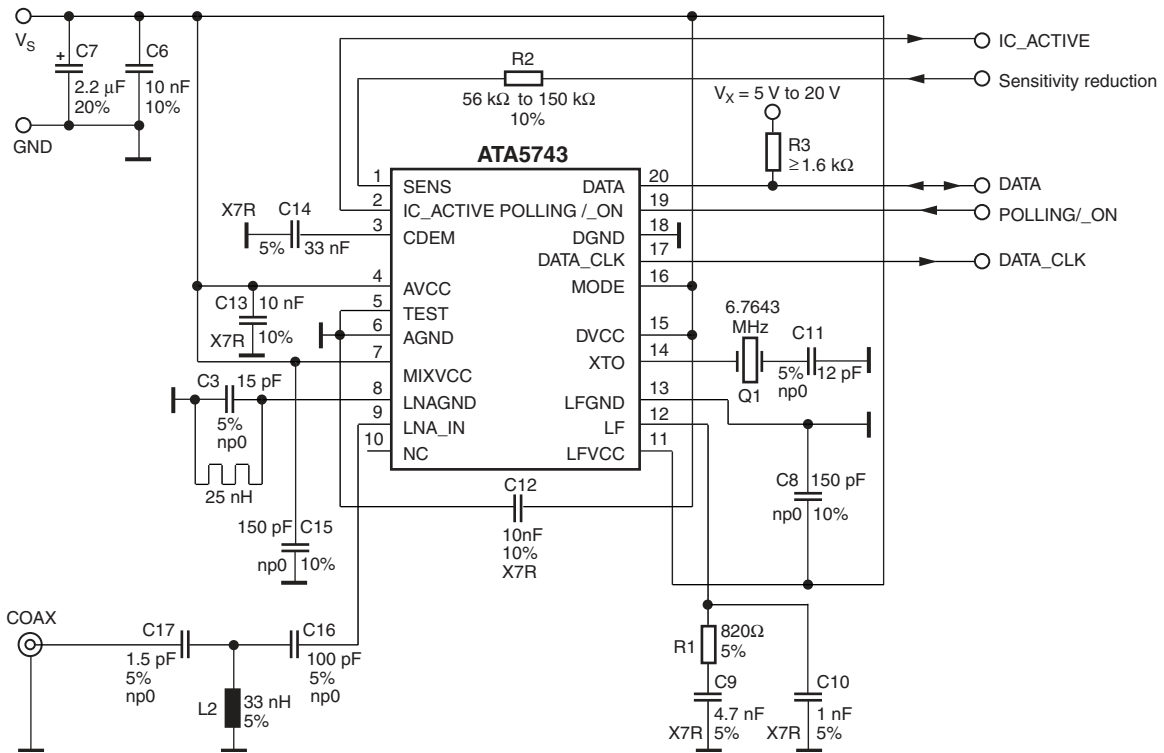 VS
C7
+
2.2 μF
20%
C6
10 nF
10%
GND
IC_ACTIVE
R2
56 kΩ to 150 kΩ
10%
Sensitivity reduction
VX = 5 V to 20 V
R3
≥1.6 kΩ
ATA5743
1 SENS
2 IC_ACTIVE
3 CDEM
4 AVCC
5 TEST
6 AGND
7 MIXVCC
8 LNAGND
9 LNA_IN
10 NC
DATA 20
POLLING /_ON 19
DGND 18
DATA_CLK 17
MODE 16
DVCC 15
XTO 14
LFGND 13
LF 12
LFVCC 11
DATA
POLLING/_ON
DATA_CLK
X7R
C14
5%
33 nF
C13
10 nF
X7R
10%
C3
15 pF
5%
np0
25 nH
150 pF
C15
np0
10%
C12
10nF
10%
X7R
6.7643
MHz
Q1
C11
5%
np0
12 pF
C8
150 pF
np0
10%
COAX
C17
1.5 pF
5%
np0
C16
100 pF
5%
np0
L2
33 nH
5%
R1
820Ω
5%
C9
4.7 nF
X7R
5%
C10
1 nF
X7R
5%